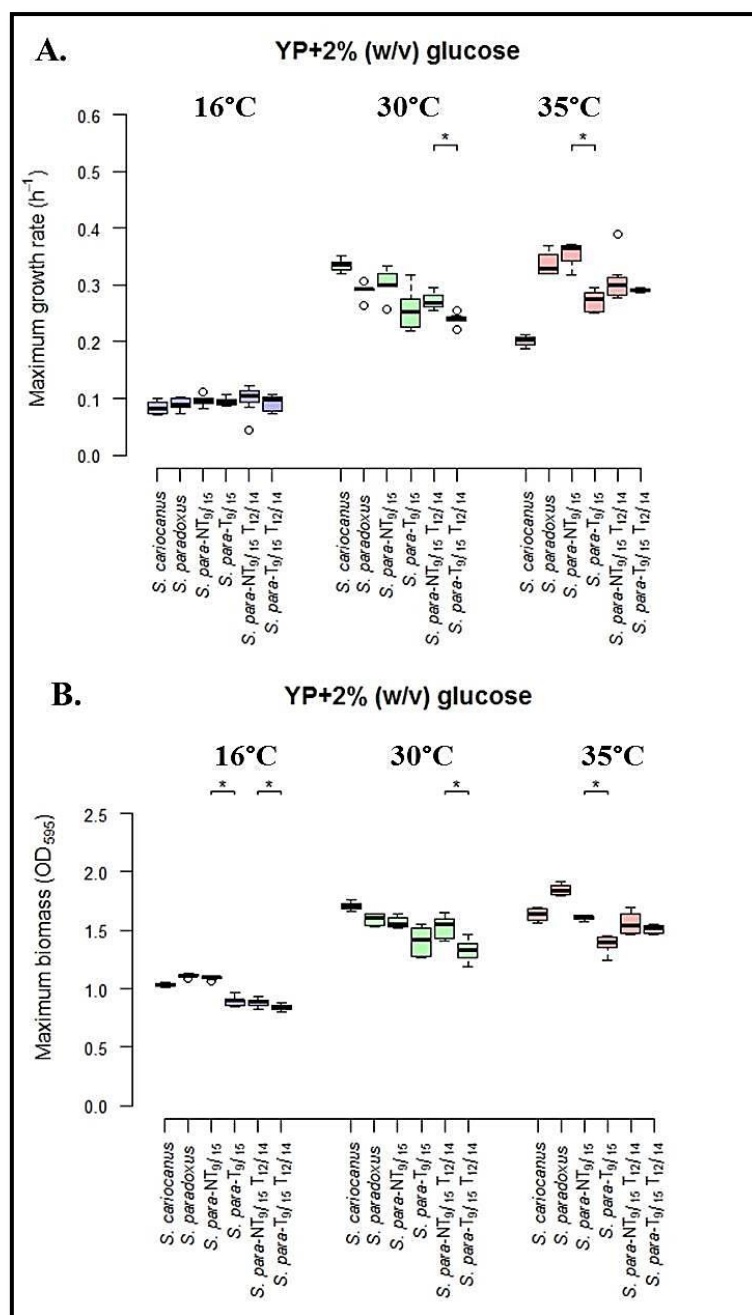 A.
YP+2% (w/v) glucose
16°C 30°C 35°C
* *
Maximum growth rate (h⁻¹)
0.6
0.5
0.4
0.3
0.2
0.1
0.0
S. cariocanus
S. paradoxus
S. para-NT9/15
S. para-T9/15
S. para-NT9/15 T12/14
S. para-T9/15 T12/14
S. cariocanus
S. paradoxus
S. para-NT9/15
S. para-T9/15
S. para-NT9/15 T12/14
S. para-T9/15 T12/14
S. cariocanus
S. paradoxus
S. para-NT9/15
S. para-T9/15
S. para-NT9/15 T12/14
S. para-T9/15 T12/14
B.
YP+2% (w/v) glucose
16°C 30°C 35°C
* * * *
Maximum biomass (OD595)
2.5
2.0
1.5
1.0
0.5
0.0
S. cariocanus
S. paradoxus
S. para-NT9/15
S. para-T9/15
S. para-NT9/15 T12/14
S. para-T9/15 T12/14
S. cariocanus
S. paradoxus
S. para-NT9/15
S. para-T9/15
S. para-NT9/15 T12/14
S. para-T9/15 T12/14
S. cariocanus
S. paradoxus
S. para-NT9/15
S. para-T9/15
S. para-NT9/15 T12/14
S. para-T9/15 T12/14